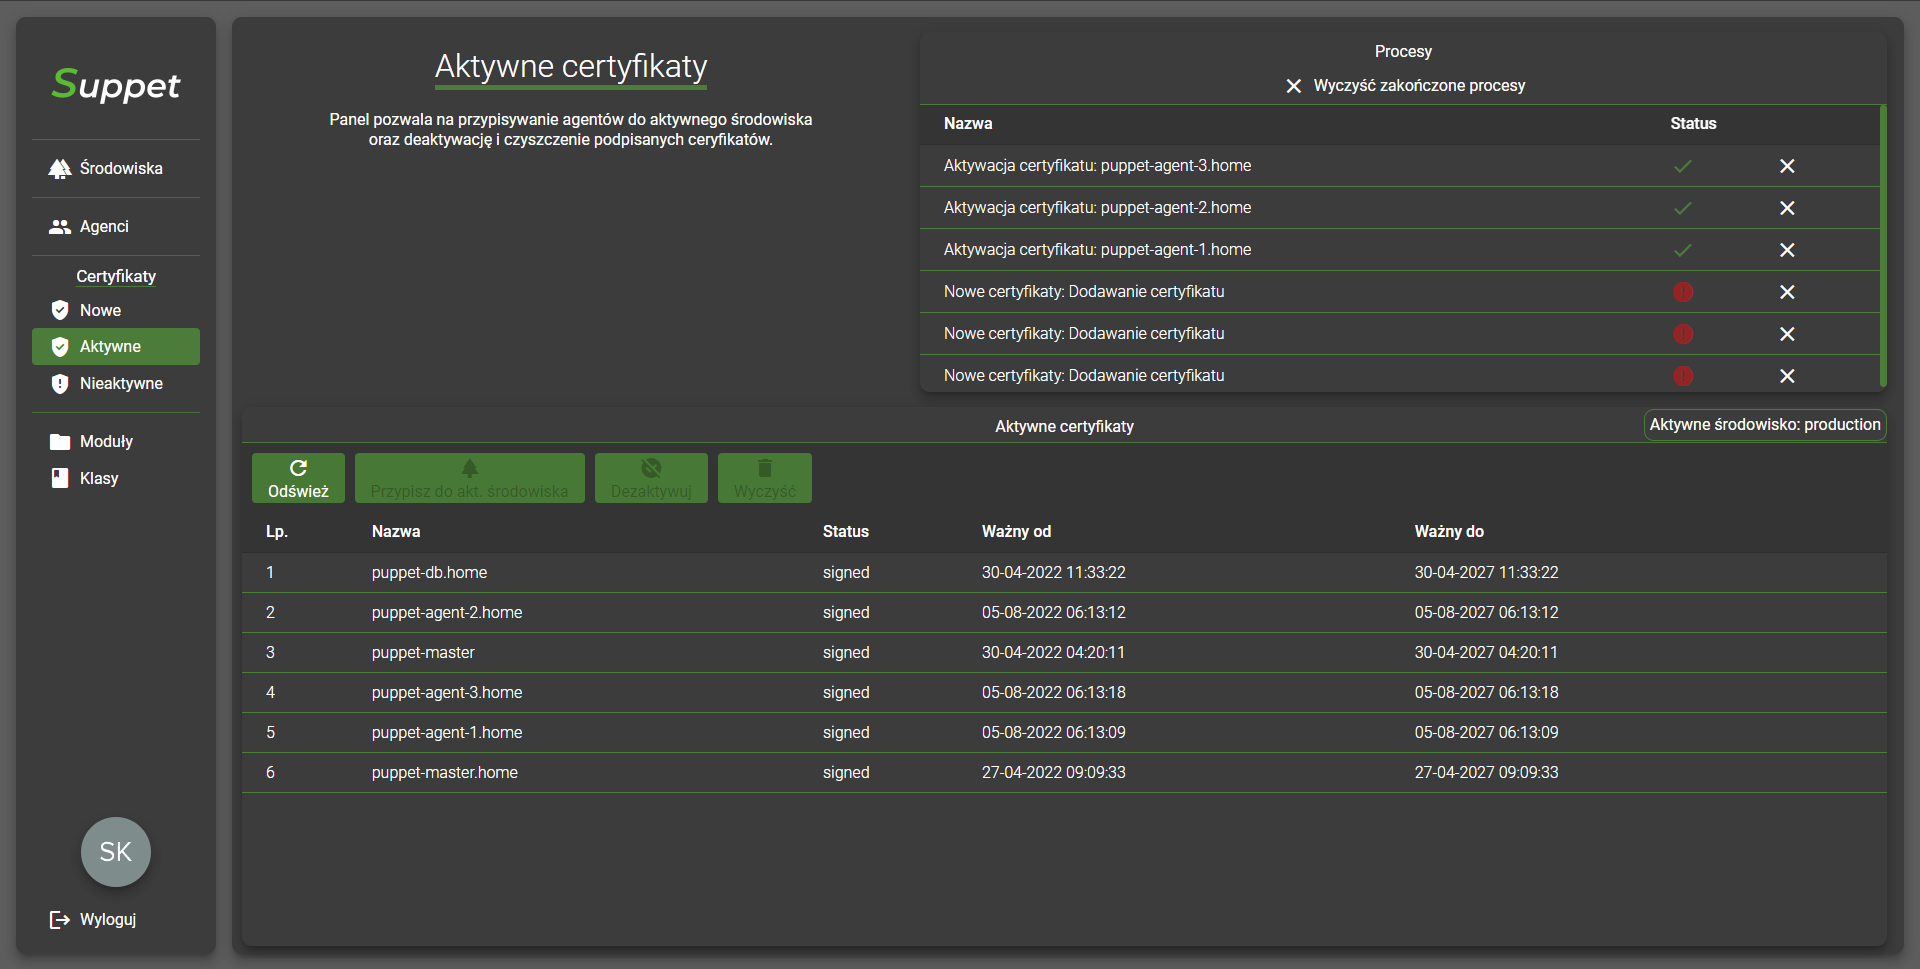 Suppet
Środowiska
Agenci
Certyfikaty
Nowe
Aktywne
Nieaktywne
Moduły
Klasy
SK
Wyloguj
Aktywne certyfikaty
Panel pozwala na przypisywanie agentów do aktywnego środowiska
oraz deaktywację i czyszczenie podpisanych ceryfikatów.
Procesy
Wyczyść zakończone procesy
Nazwa Status
Aktywacja certyfikatu: puppet-agent-3.home
Aktywacja certyfikatu: puppet-agent-2.home
Aktywacja certyfikatu: puppet-agent-1.home
Nowe certyfikaty: Dodawanie certyfikatu
Nowe certyfikaty: Dodawanie certyfikatu
Nowe certyfikaty: Dodawanie certyfikatu
Aktywne certyfikaty
Aktywne środowisko: production
Odśwież Przypisz do akt. środowiska Dezaktywuj Wyczyść
Lp. Nazwa Status Ważny od Ważny do
1 puppet-db.home signed 30-04-2022 11:33:22 30-04-2027 11:33:22
2 puppet-agent-2.home signed 05-08-2022 06:13:12 05-08-2027 06:13:12
3 puppet-master signed 30-04-2022 04:20:11 30-04-2027 04:20:11
4 puppet-agent-3.home signed 05-08-2022 06:13:18 05-08-2027 06:13:18
5 puppet-agent-1.home signed 05-08-2022 06:13:09 05-08-2027 06:13:09
6 puppet-master.home signed 27-04-2022 09:09:33 27-04-2027 09:09:33